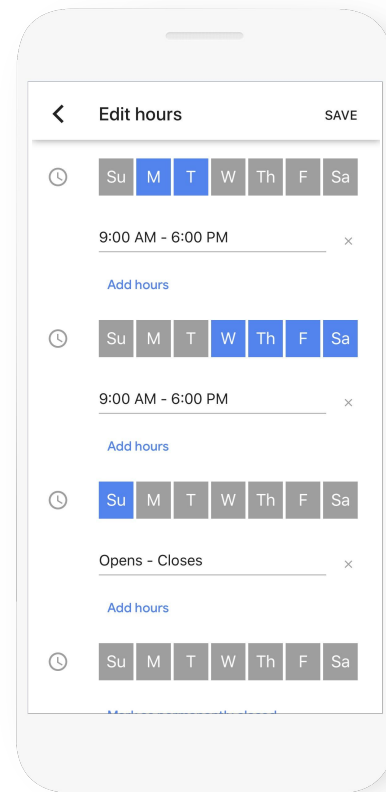 Edit hours SAVE
Su M T W Th F Sa
9:00 AM - 6:00 PM ×
Add hours
Su M T W Th F Sa
9:00 AM - 6:00 PM ×
Add hours
Su M T W Th F Sa
Opens - Closes ×
Add hours
Su M T W Th F Sa